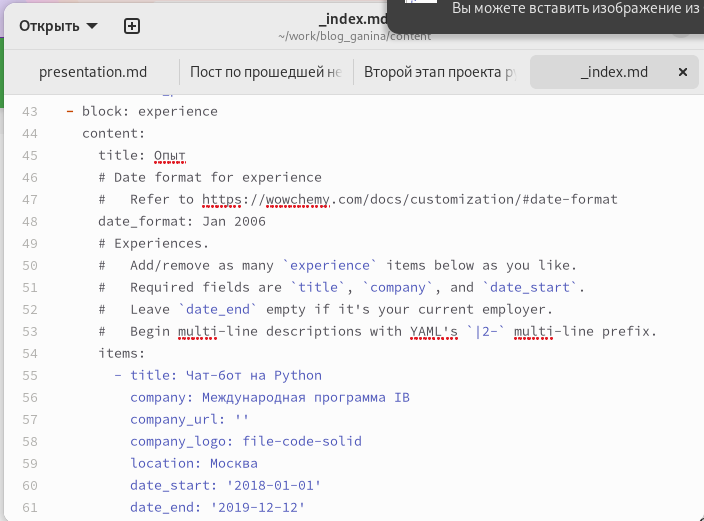 Вы можете вставить изображение из
Открыть
_index.md
~/work/blog_ganina/content
presentation.md
Пост по прошедшей не
Второй этап проекта
_index.md
43 - block: experience
44 content:
45 title: Опыт
46 # Date format for experience
47 # Refer to https://wowchemy.com/docs/customization/#date-format
48 date_format: Jan 2006
49 # Experiences.
50 # Add/remove as many `experience` items below as you like.
51 # Required fields are `title`, `company`, and `date_start`.
52 # Leave `date_end` empty if it's your current employer.
53 # Begin multi-line descriptions with YAML's `|2-` multi-line prefix.
54 items:
55 - title: Чат-бот на Python
56 company: Международная программа IB
57 company_url: ''
58 company_logo: file-code-solid
59 location: Москва
60 date_start: '2018-01-01'
61 date_end: '2019-12-12'